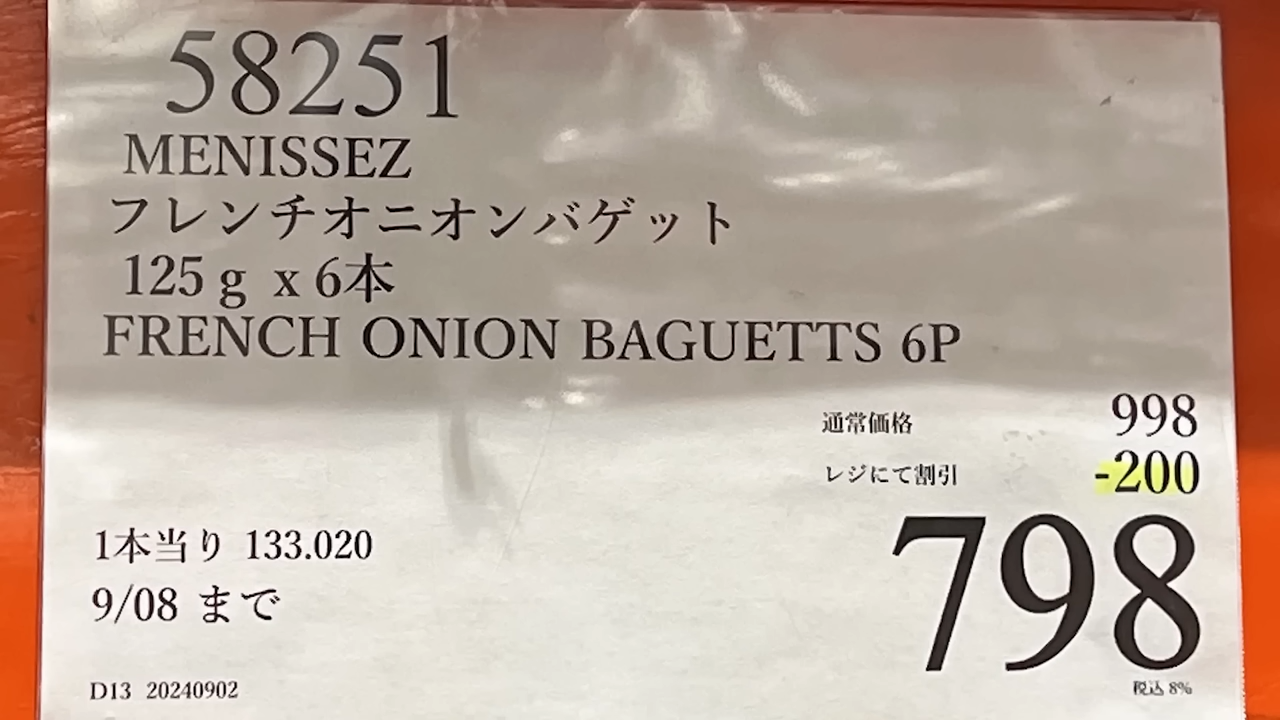 58251
MENISSEZ
フレンチオニオンバゲット
125 g x 6本
FRENCH ONION BAGUETTS 6P
通常価格 998
レジにて割引 -200
798
1本当り 133.020
9/08 まで
税込 8%
D13 20240902